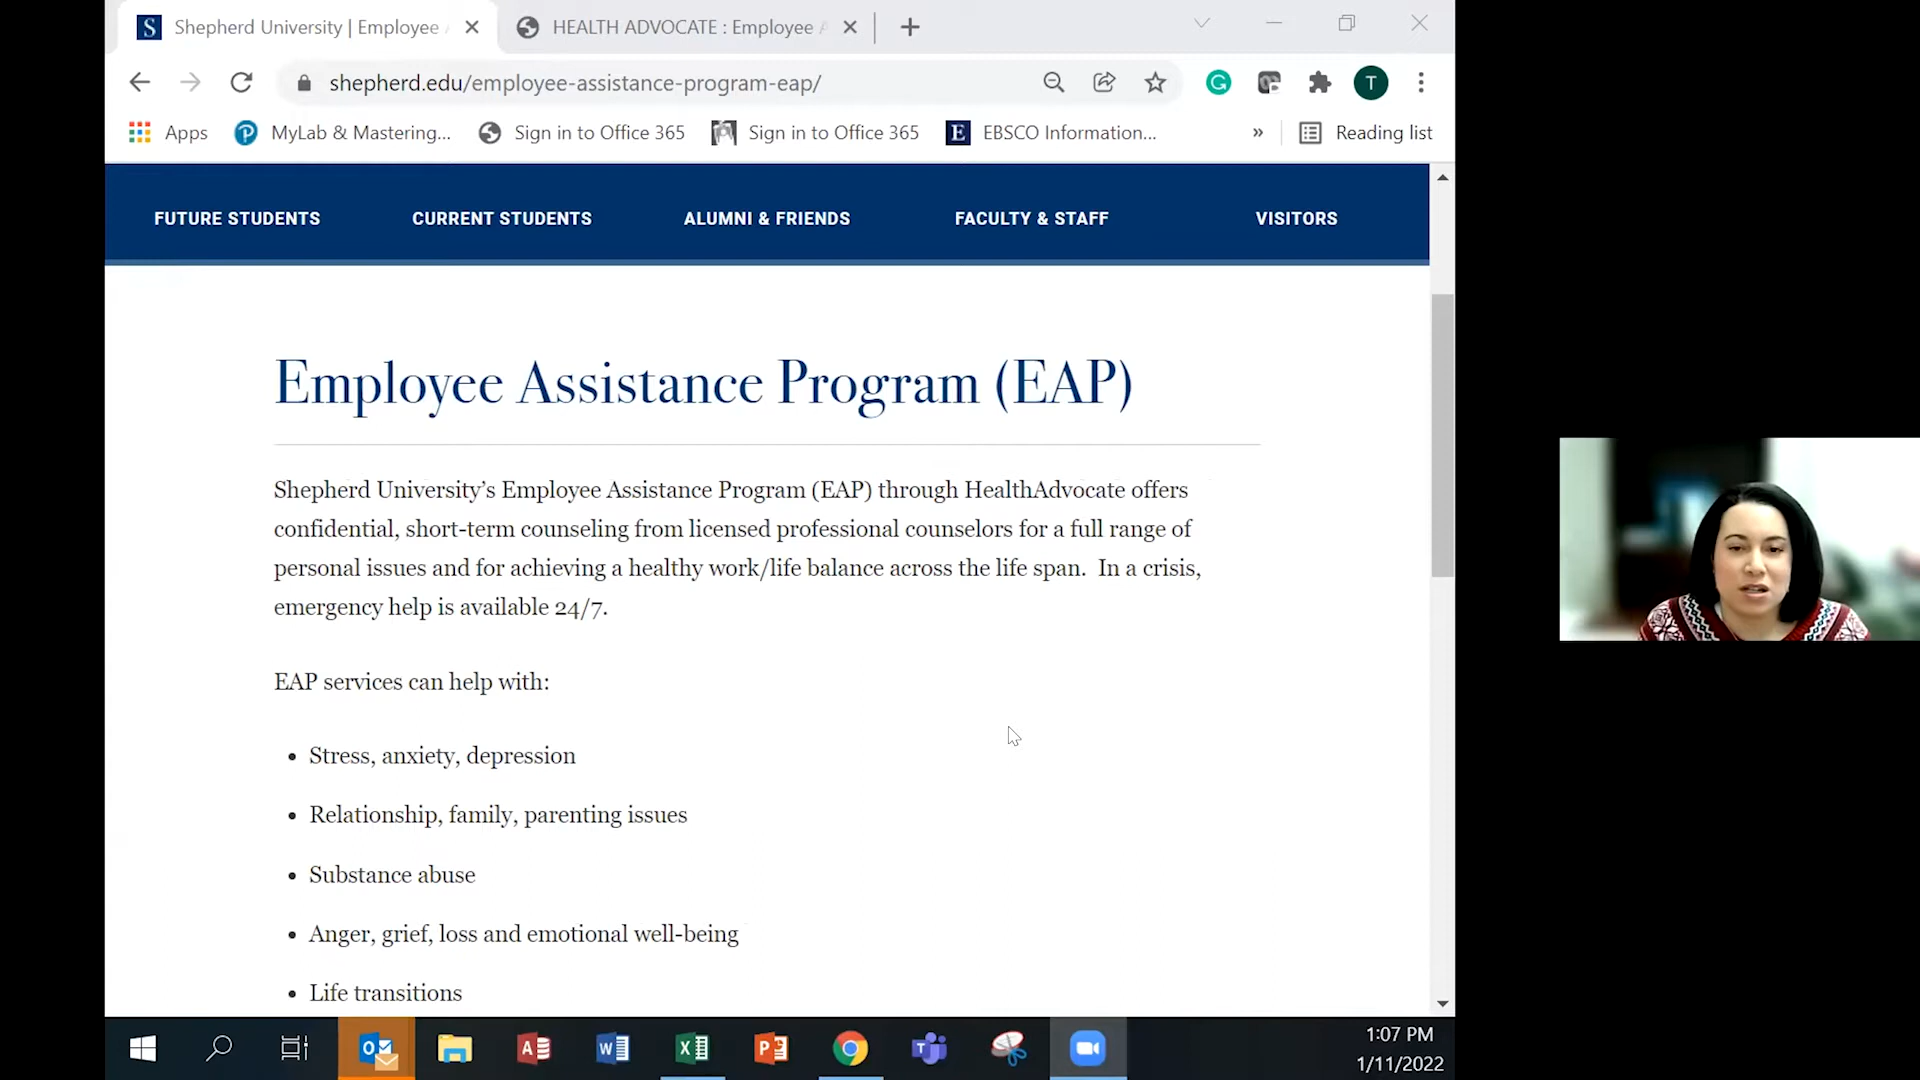 S Shepherd University | Employee
HEALTH ADVOCATE : Employee
shepherd.edu/employee-assistance-program-eap/
G
T
Apps
MyLab & Mastering...
Sign in to Office 365
Sign in to Office 365
E EBSCO Information...
»
Reading list
FUTURE STUDENTS
CURRENT STUDENTS
ALUMNI & FRIENDS
FACULTY & STAFF
VISITORS
Employee Assistance Program (EAP)
Shepherd University’s Employee Assistance Program (EAP) through HealthAdvocate offers
confidential, short-term counseling from licensed professional counselors for a full range of
personal issues and for achieving a healthy work/life balance across the life span. In a crisis,
emergency help is available 24/7.
EAP services can help with:
• Stress, anxiety, depression
• Relationship, family, parenting issues
• Substance abuse
• Anger, grief, loss and emotional well-being
• Life transitions
1:07 PM
1/11/2022